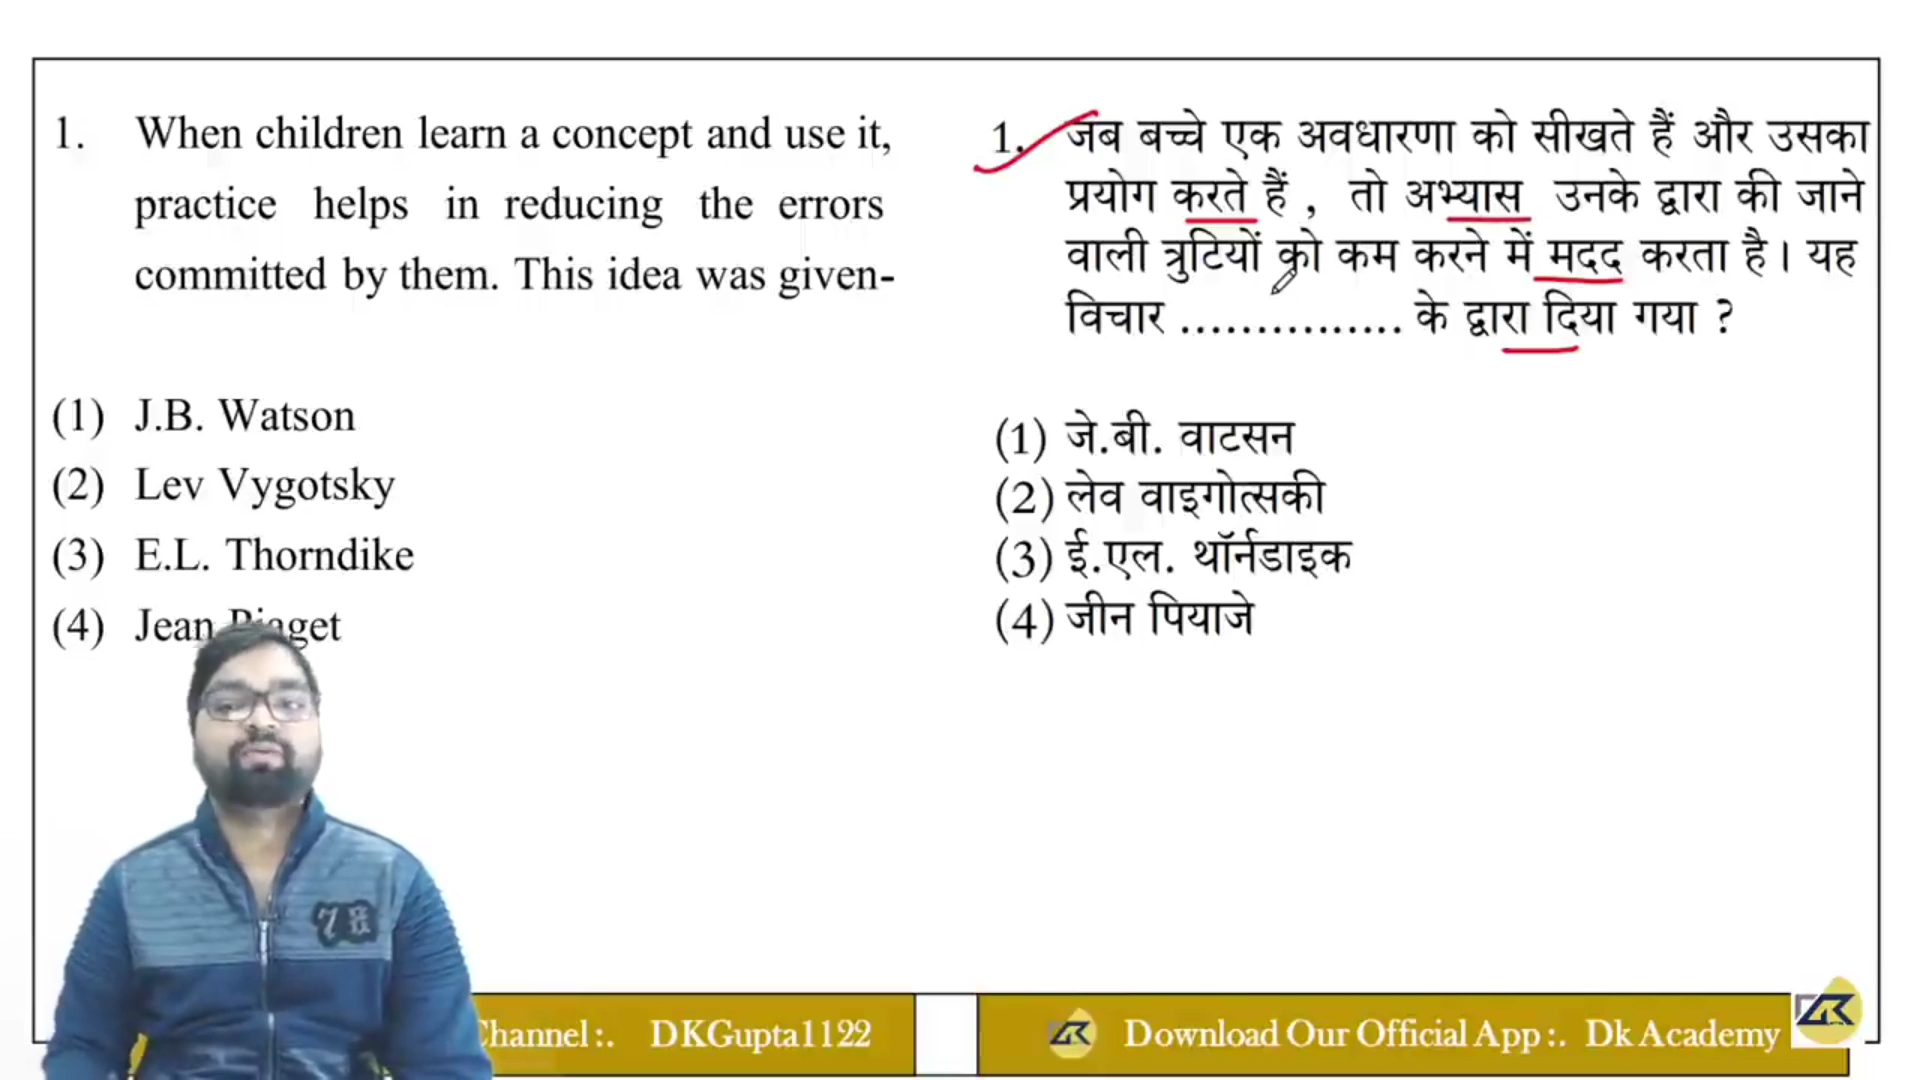 1. When children learn a concept and use it,
practice helps in reducing the errors
committed by them. This idea was given-
(1) J.B. Watson
(2) Lev Vygotsky
(3) E.L. Thorndike
(4) Jean Piaget
1. जब बच्चे एक अवधारणा को सीखते हैं और उसका
प्रयोग करते हैं , तो अभ्यास उनके द्वारा की जाने
वाली त्रुटियों को कम करने में मदद करता है। यह
विचार ............... के द्वारा दिया गया ?
(1) जे.बी. वाटसन
(2) लेव वाइगोत्सकी
(3) ई.एल. थॉर्नडाइक
(4) जीन पियाजे
78
Channel :. DKGupta1122
Download Our Official App :. Dk Academy